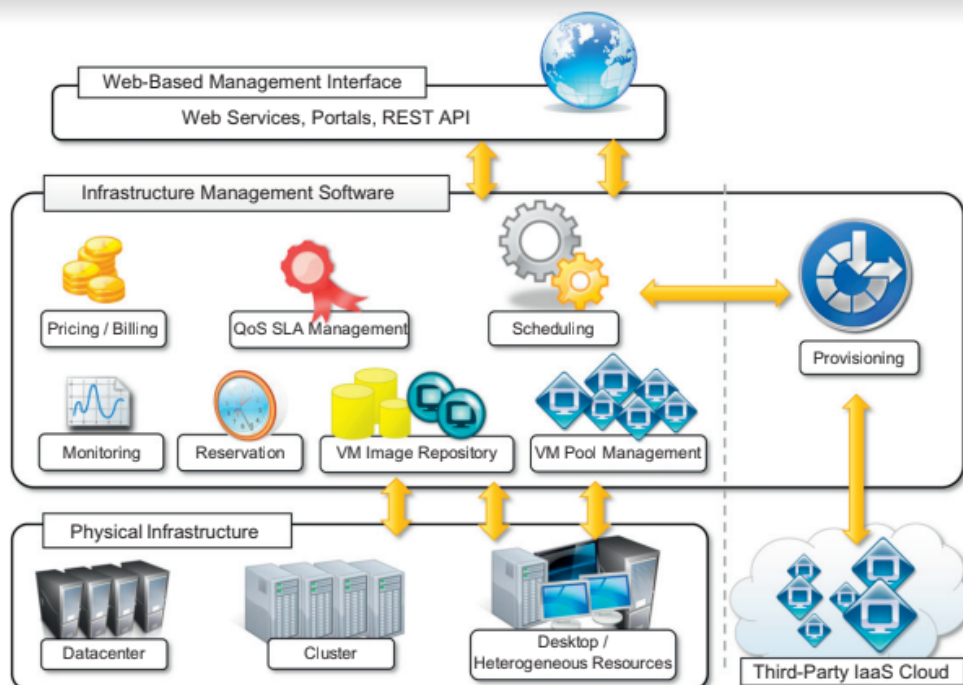 Web-Based Management Interface
Web Services, Portals, REST API
Infrastructure Management Software
Pricing / Billing
QoS SLA Management
Scheduling
Provisioning
Monitoring
Reservation
VM Image Repository
VM Pool Management
Physical Infrastructure
Datacenter
Cluster
Desktop /
Heterogeneous Resources
Third-Party IaaS Cloud